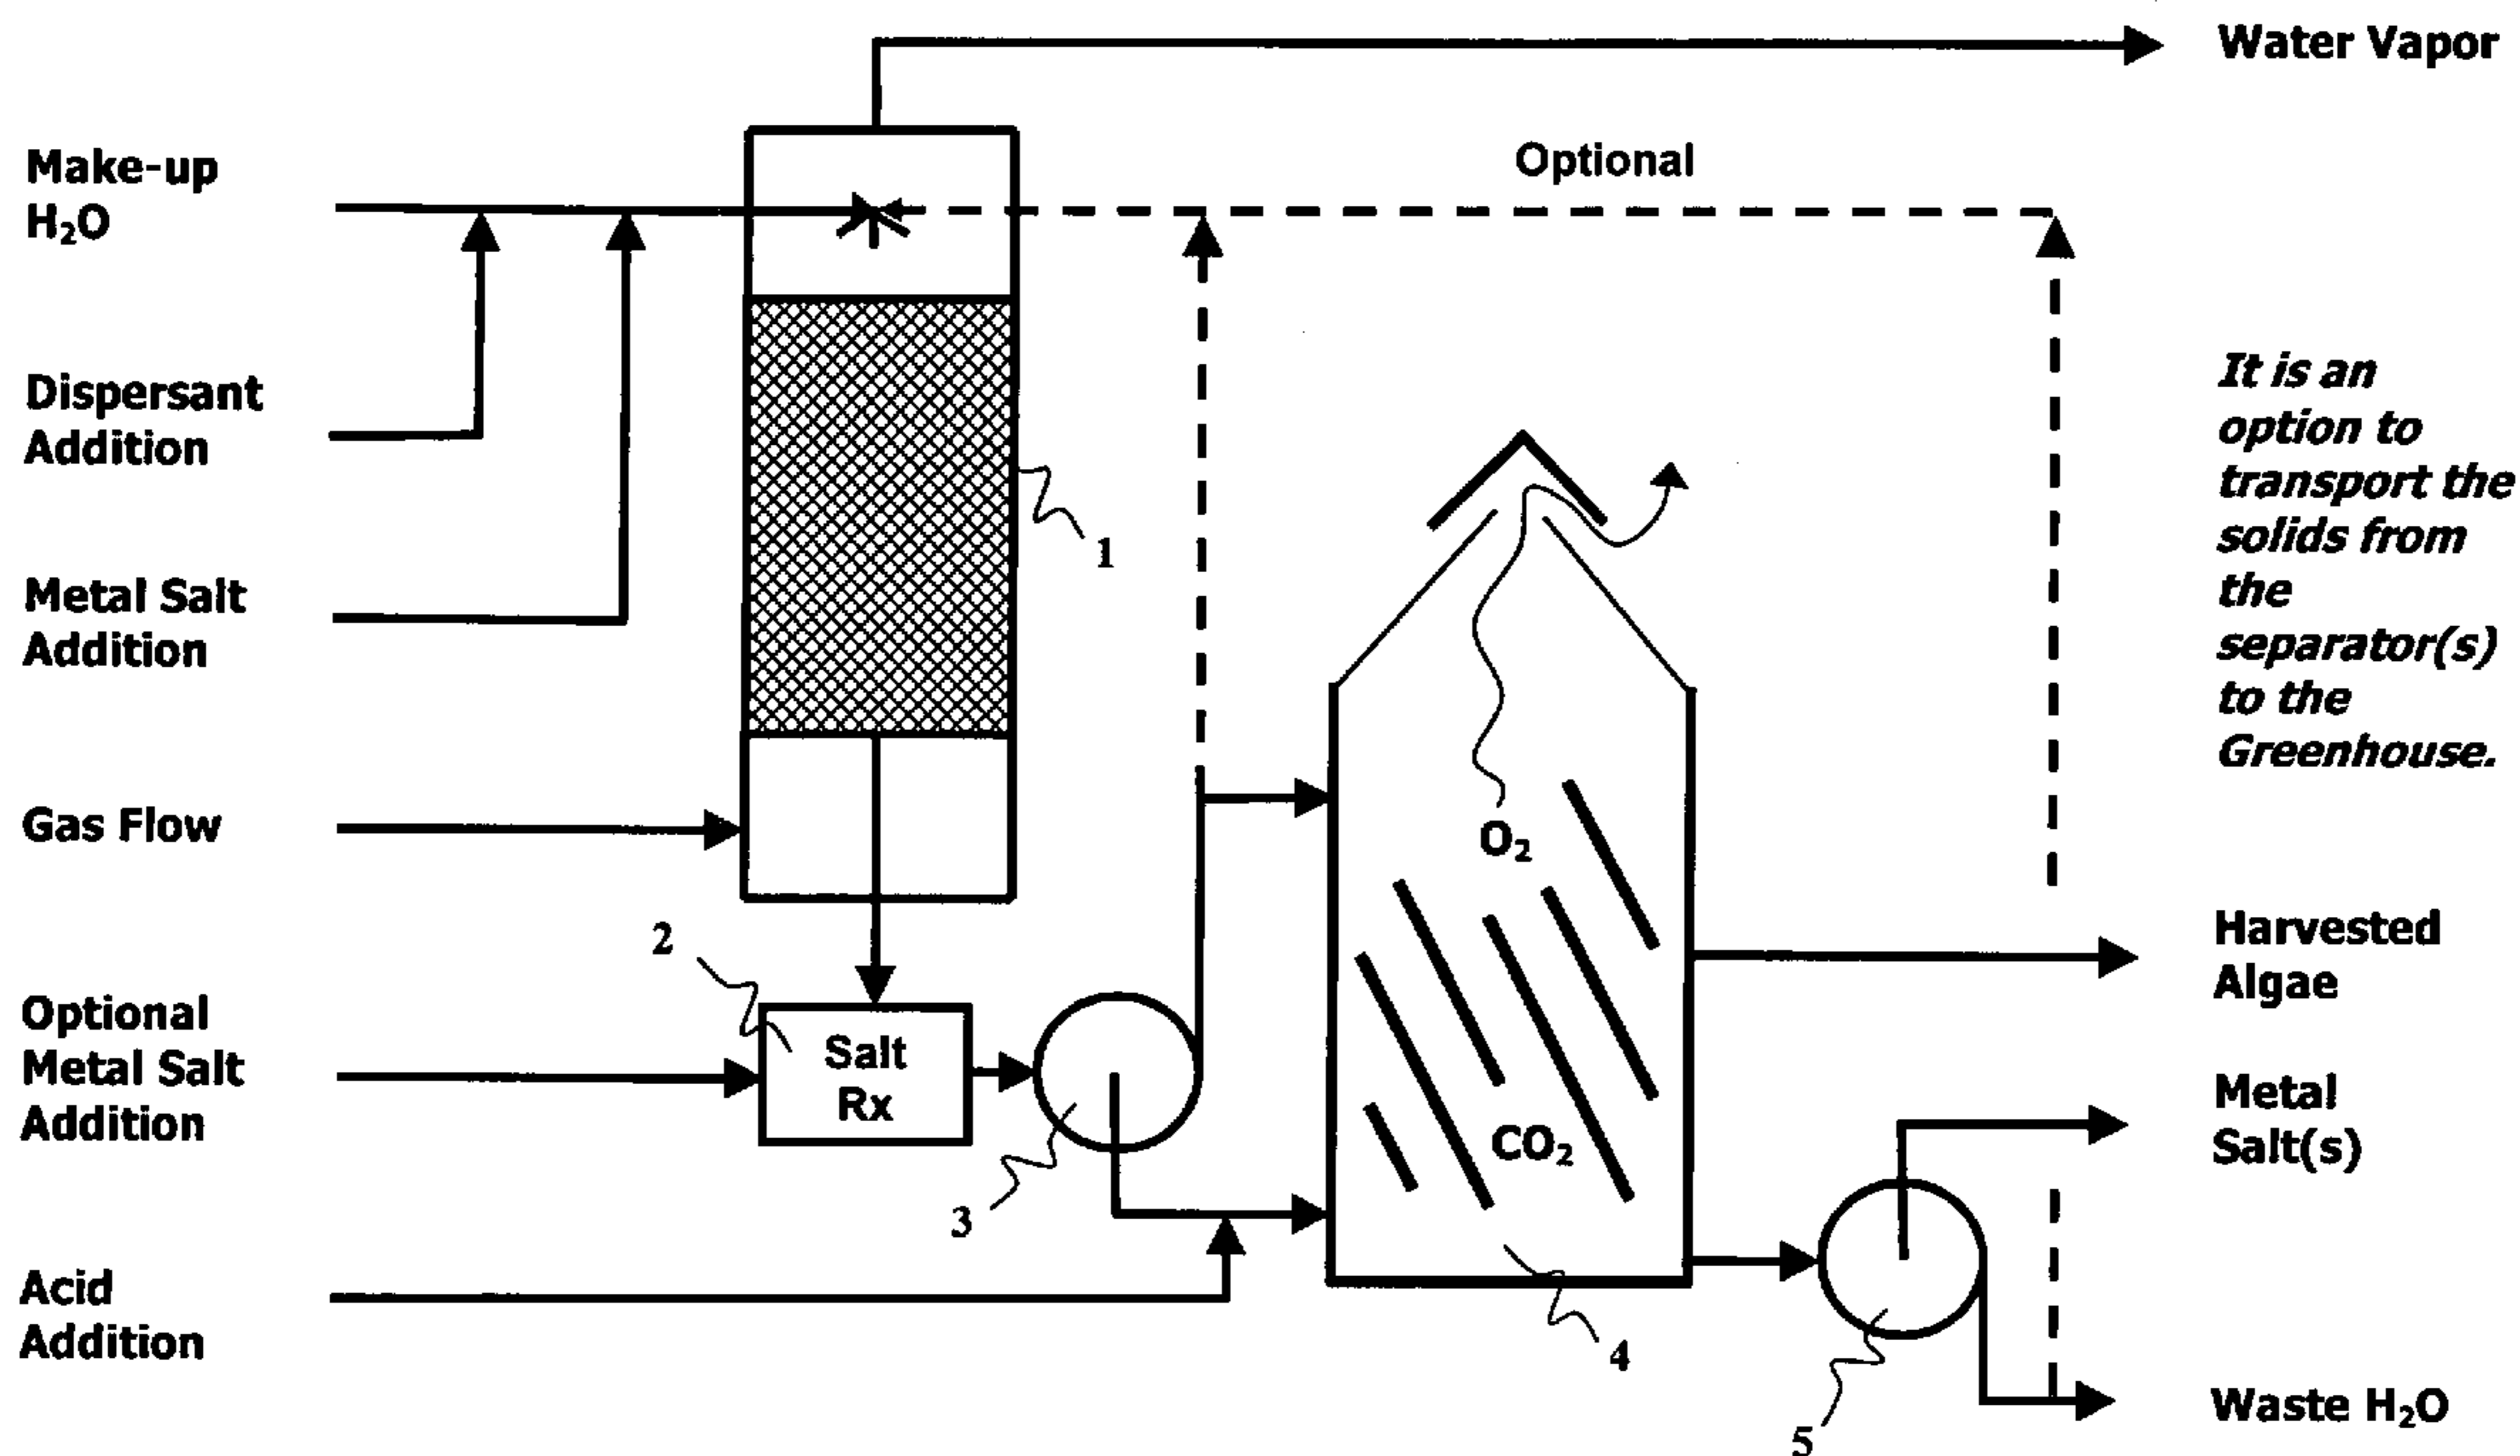 Water Vapor
Make-up
H₂O
Optional
Dispersant
Addition
Metal Salt
Addition
1
It is an
option to
transport the
solids from
the
separator(s)
to the
Greenhouse.
Gas Flow
O₂
2
Harvested
Algae
Optional
Metal Salt
Addition
Salt
Rx
CO₂
Metal
Salt(s)
3
Acid
Addition
4
5
Waste H₂O